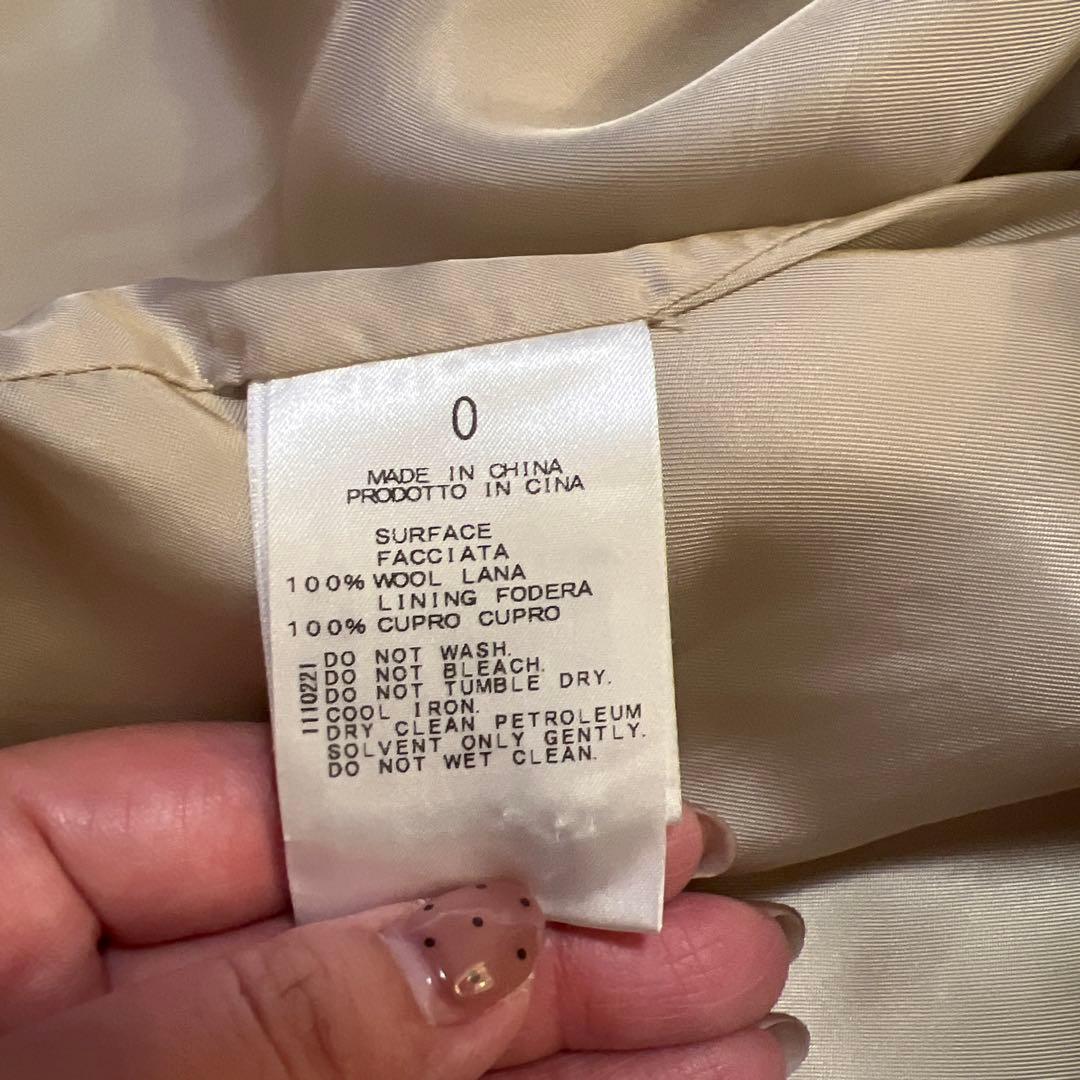 0
MADE IN CHINA
PRODOTTO IN CINA
SURFACE
FACCIATA
100% WOOL LANA
LINING FODERA
100% CUPRO CUPRO
1110221
DO NOT WASH.
DO NOT BLEACH.
DO NOT TUMBLE DRY.
COOL IRON.
DRY CLEAN PETROLEUM
SOLVENT ONLY GENTLY.
DO NOT WET CLEAN.